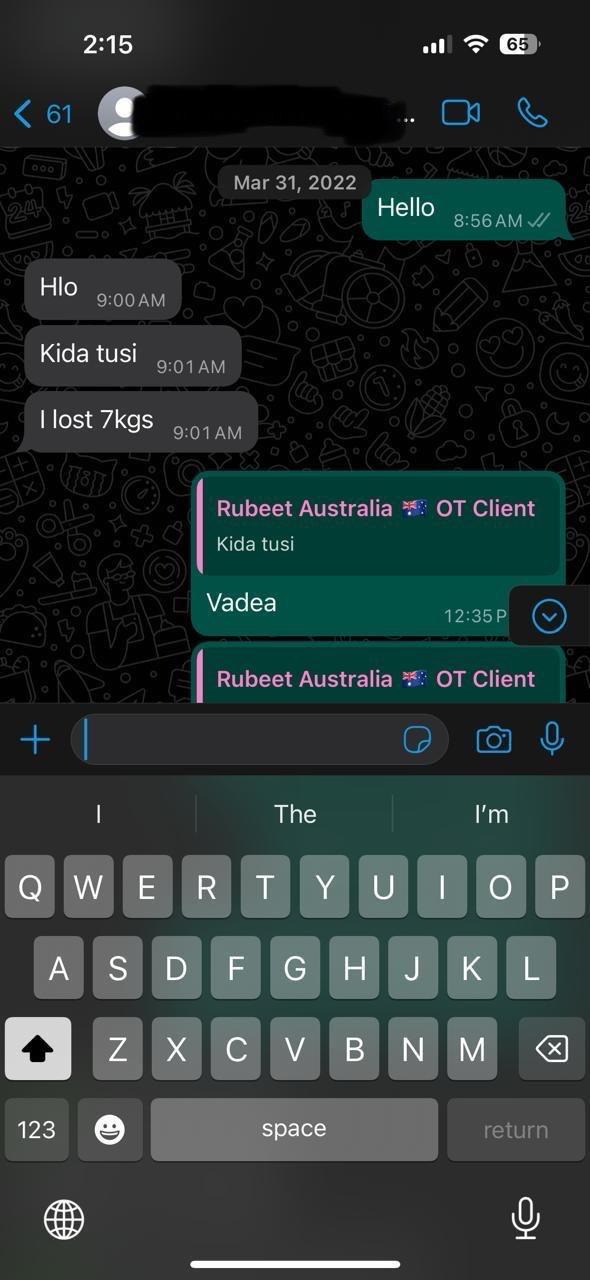 2:15
65
61
...
Mar 31, 2022
Hello 8:56 AM
Hlo 9:00 AM
Kida tusi 9:01 AM
I lost 7kgs 9:01 AM
Rubeet Australia 🇦🇺 OT Client
Kida tusi
Vadea 12:35 P
Rubeet Australia 🇦🇺 OT Client
I The I'm
Q W E R T Y U I O P
A S D F G H J K L
Z X C V B N M
123 space return